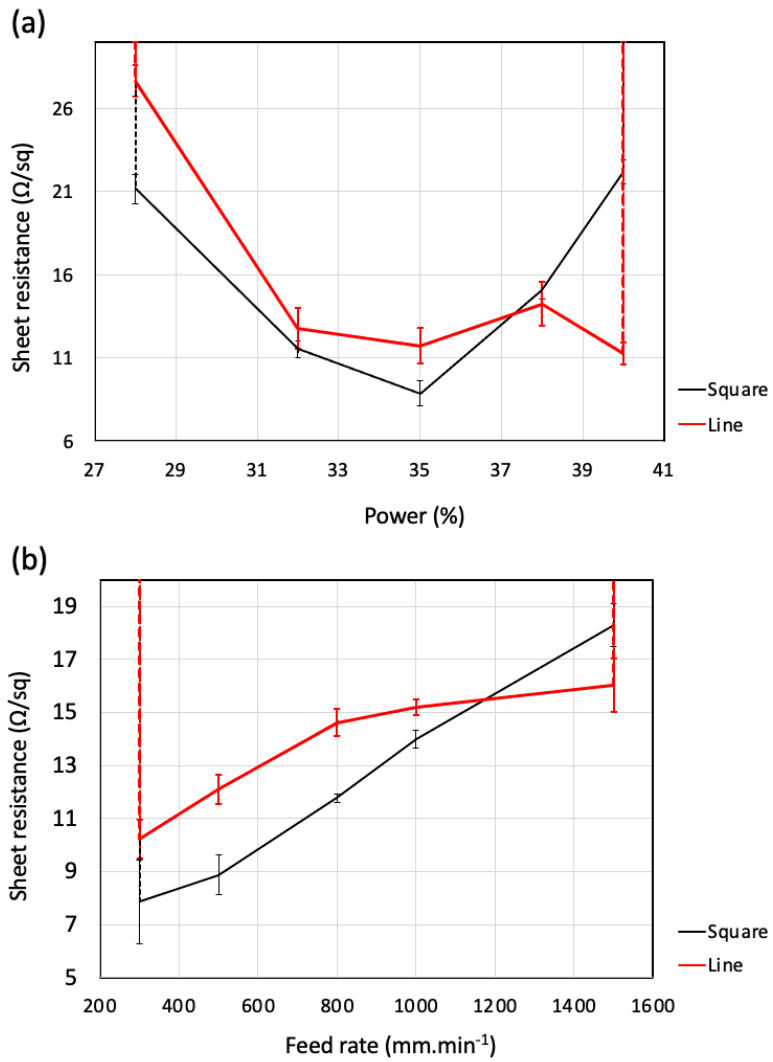 (a)
Sheet resistance (Ω/sq)
26
21
16
11
6
27 29 31 33 35 37 39 41
Power (%)
Square
Line
(b)
Sheet resistance (Ω/sq)
19
17
15
13
11
9
7
5
200 400 600 800 1000 1200 1400 1600
Feed rate (mm.min⁻¹)
Square
Line